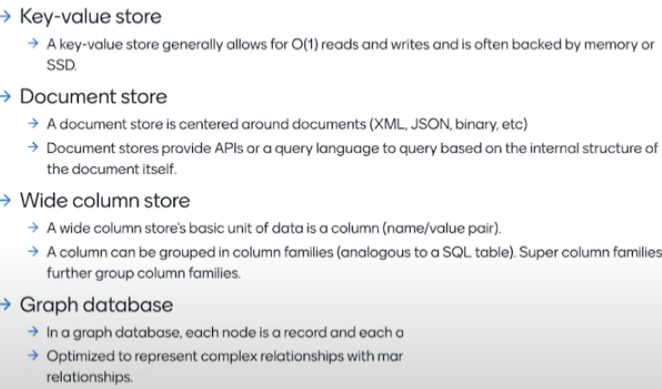 → Key-value store
→ A key-value store generally allows for O(1) reads and writes and is often backed by memory or
SSD.
→ Document store
→ A document store is centered around documents (XML, JSON, binary, etc)
→ Document stores provide APIs or a query language to query based on the internal structure of
the document itself.
→ Wide column store
→ A wide column store's basic unit of data is a column (name/value pair).
→ A column can be grouped in column families (analogous to a SQL table). Super column families
further group column families.
→ Graph database
→ In a graph database, each node is a record and each a
→ Optimized to represent complex relationships with
relationships.